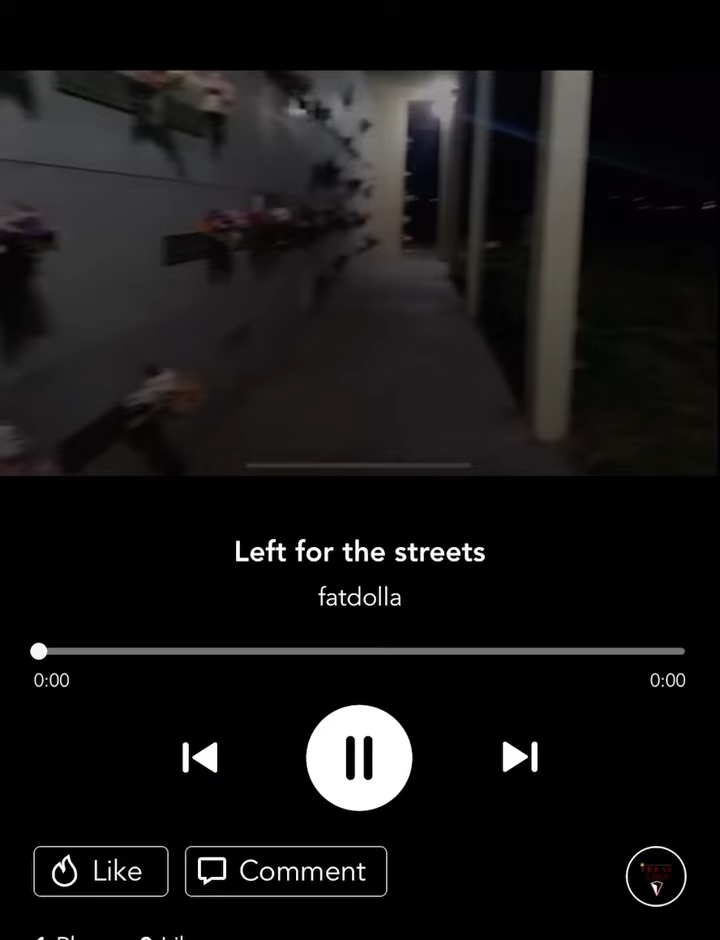 Left for the streets
fatdolla
0:00 0:00
Like Comment